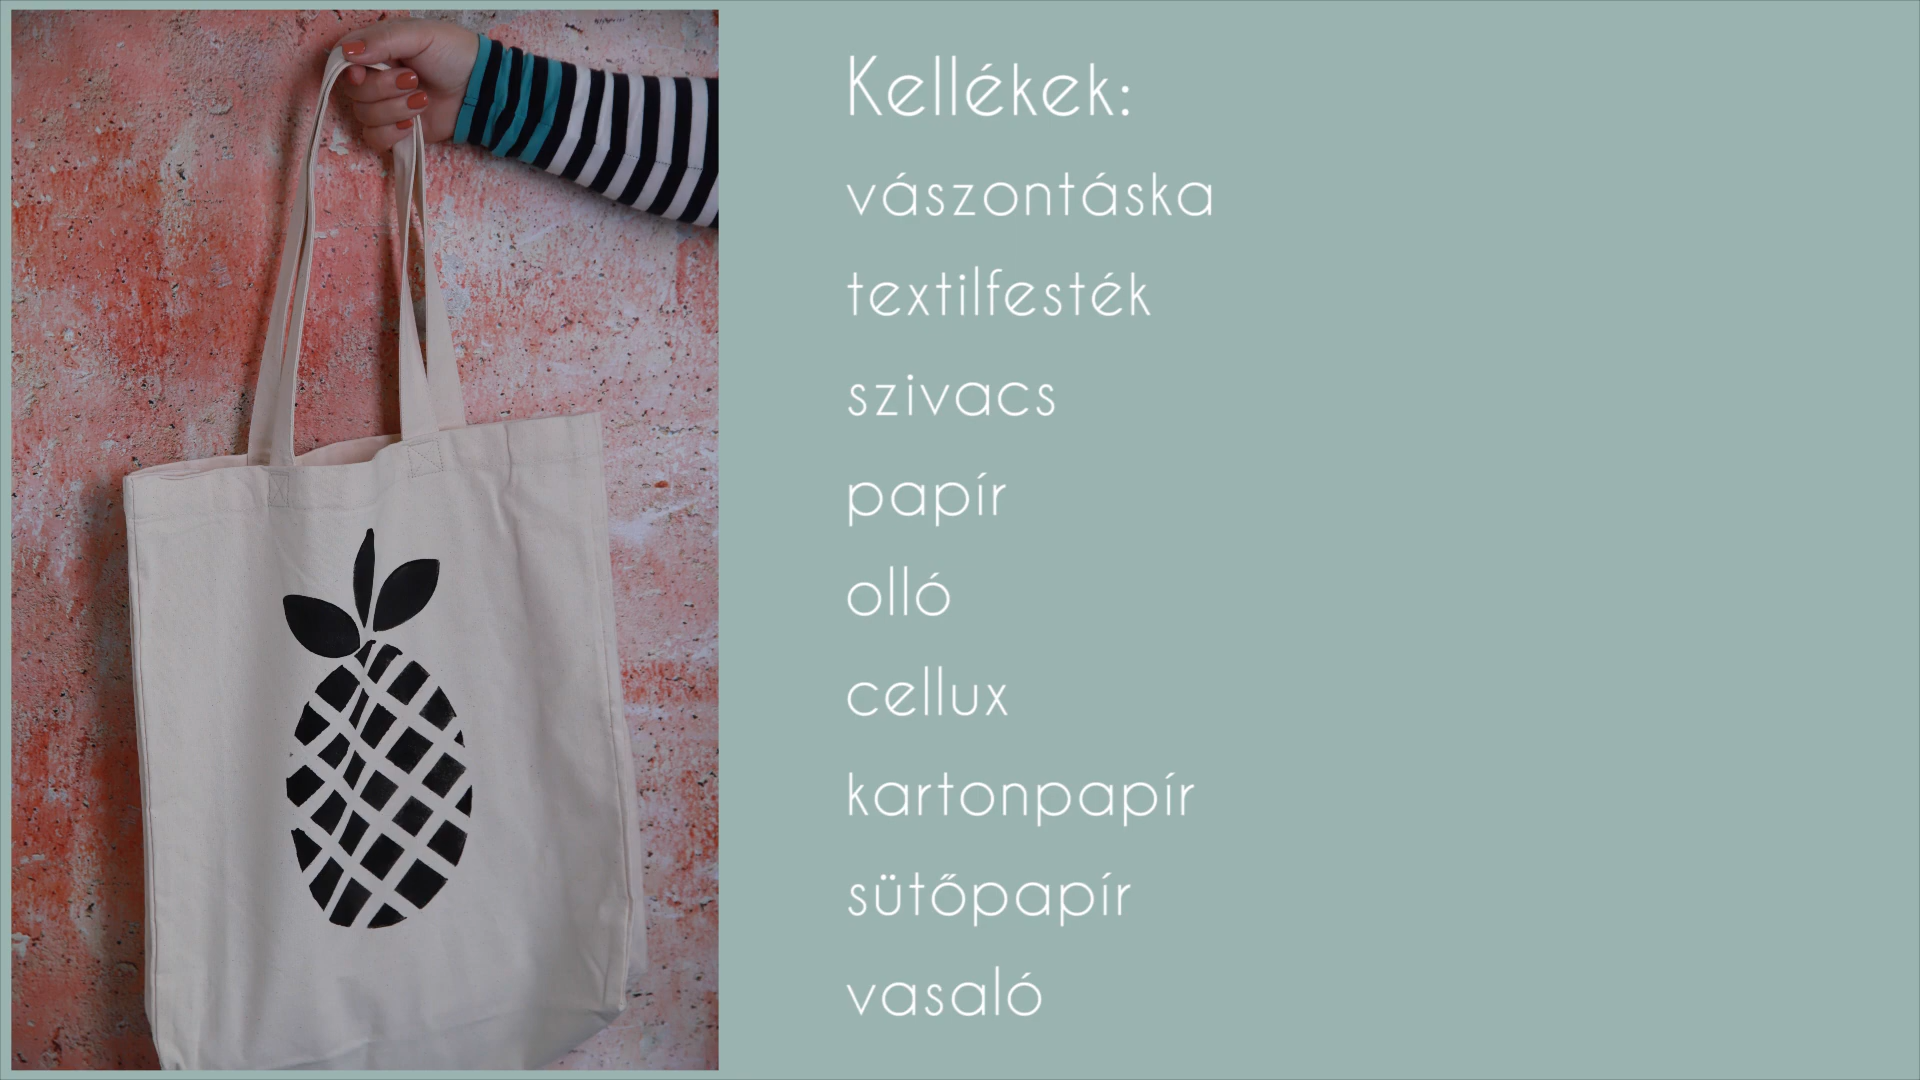 Kellékek:
vászontáska
textilfesték
szivacs
papír
olló
cellux
kartonpapír
sütőpapír
vasaló